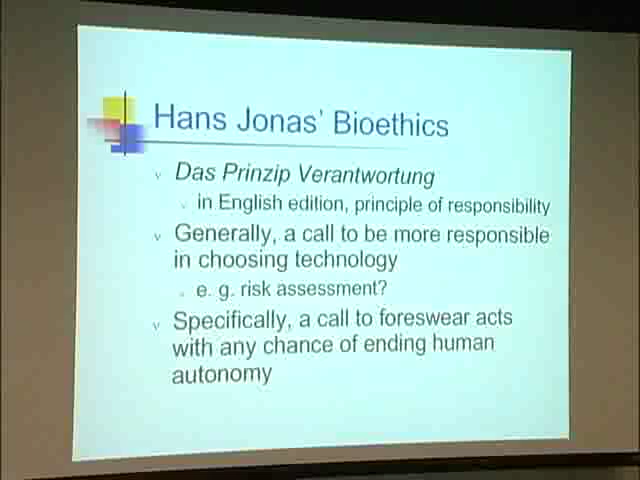 Hans Jonas' Bioethics
Das Prinzip Verantwortung
in English edition, principle of responsibility
Generally, a call to be more responsible
in choosing technology
e. g. risk assessment?
Specifically, a call to foreswear acts
with any chance of ending human
autonomy